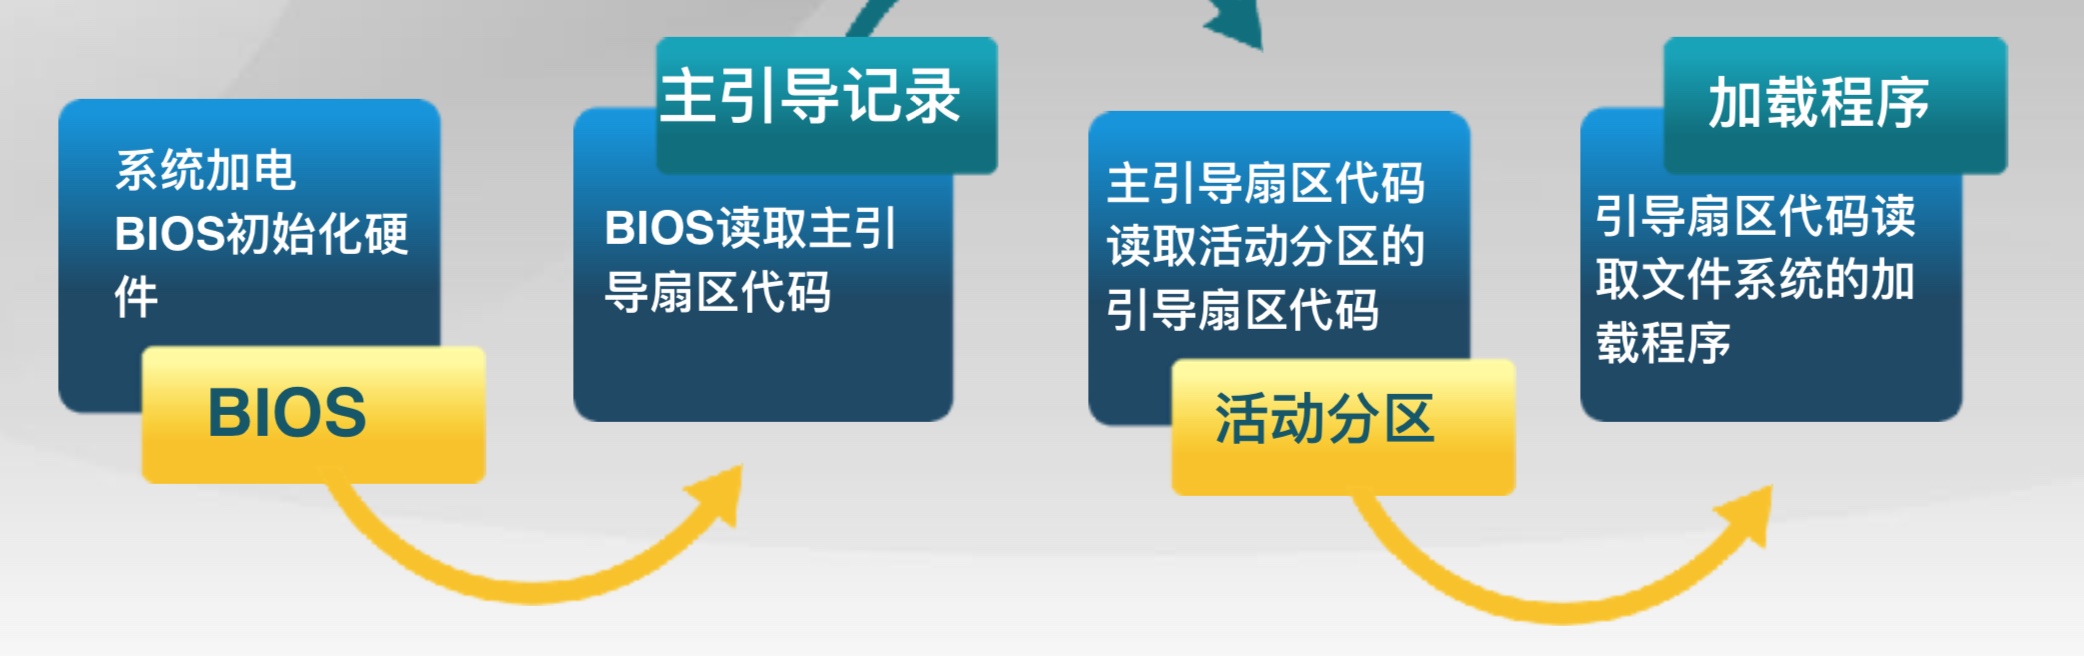 系统加电
BIOS初始化硬
件
BIOS
主引导记录
BIOS读取主引
导扇区代码
主引导扇区代码
读取活动分区的
引导扇区代码
活动分区
加载程序
引导扇区代码读
取文件系统的加
载程序